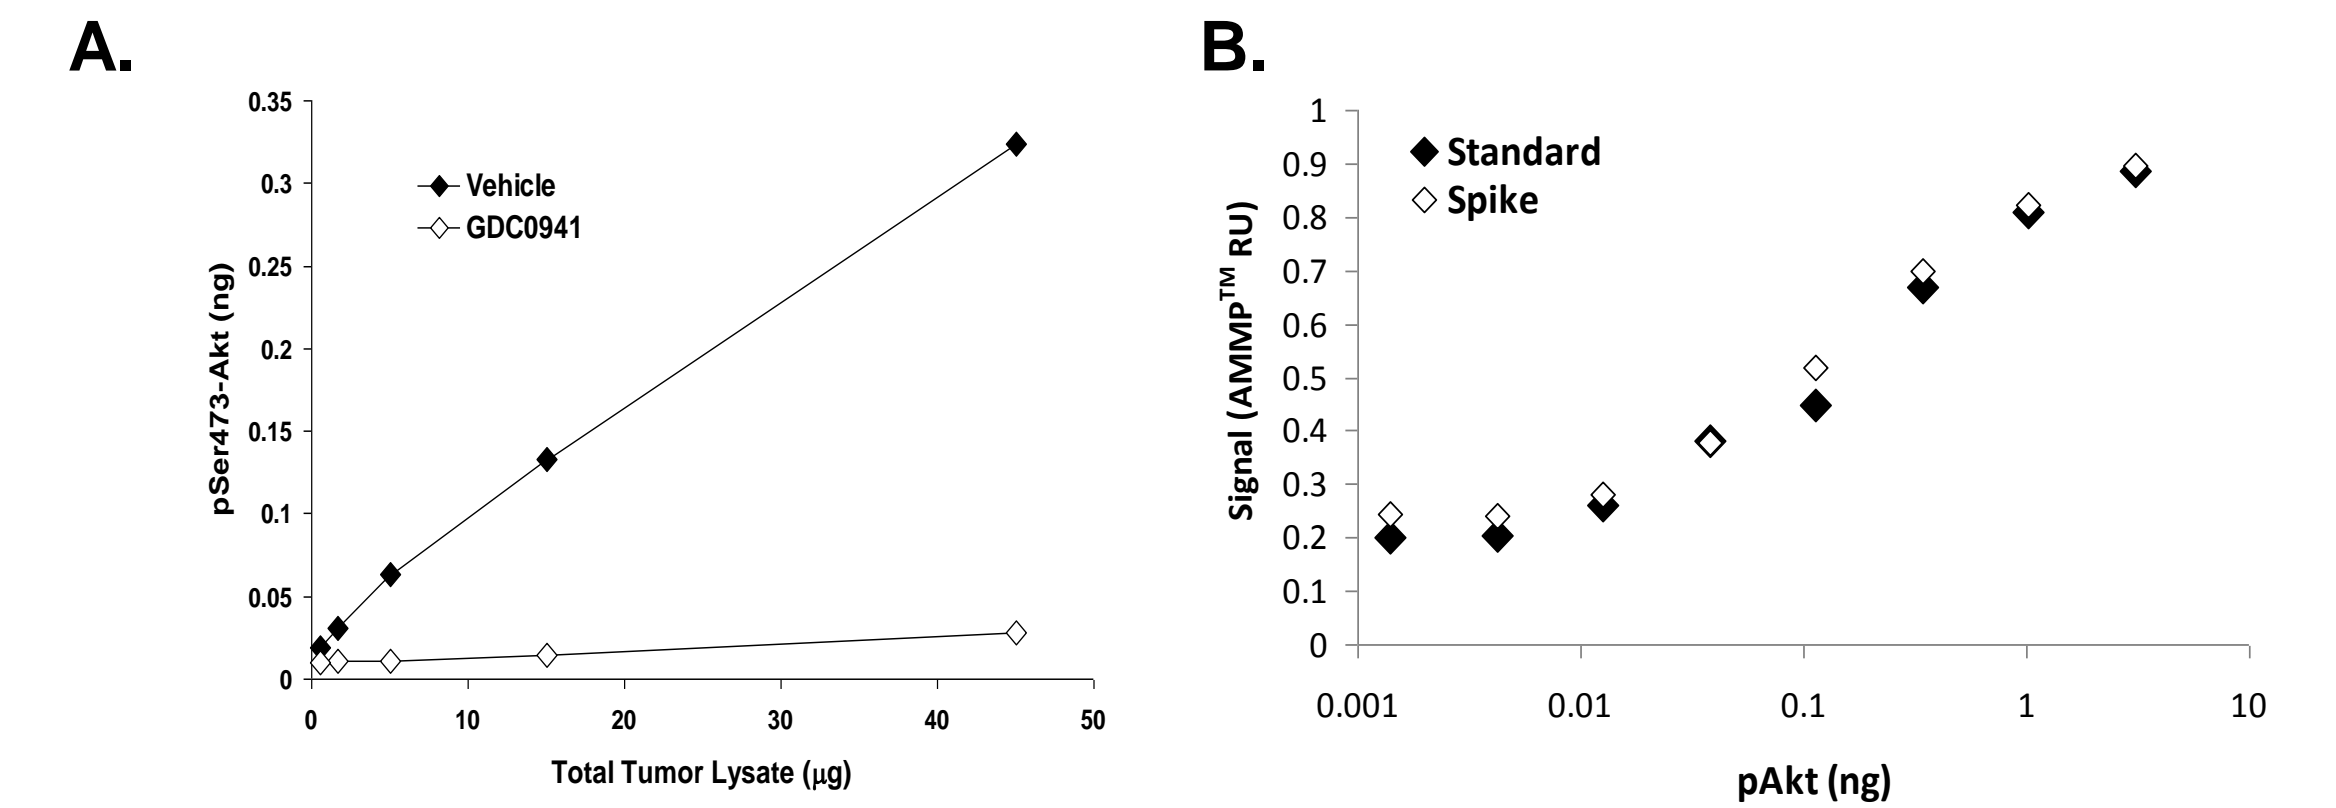 A.
0.35
0.3
0.25
0.2
0.15
0.1
0.05
0
pSer473-Akt (ng)
Vehicle
GDC0941
0 10 20 30 40 50
Total Tumor Lysate (μg)
B.
1
0.9
0.8
0.7
0.6
0.5
0.4
0.3
0.2
0.1
0
Signal (AMMP™ RU)
Standard
Spike
0.001 0.01 0.1 1 10
pAkt (ng)